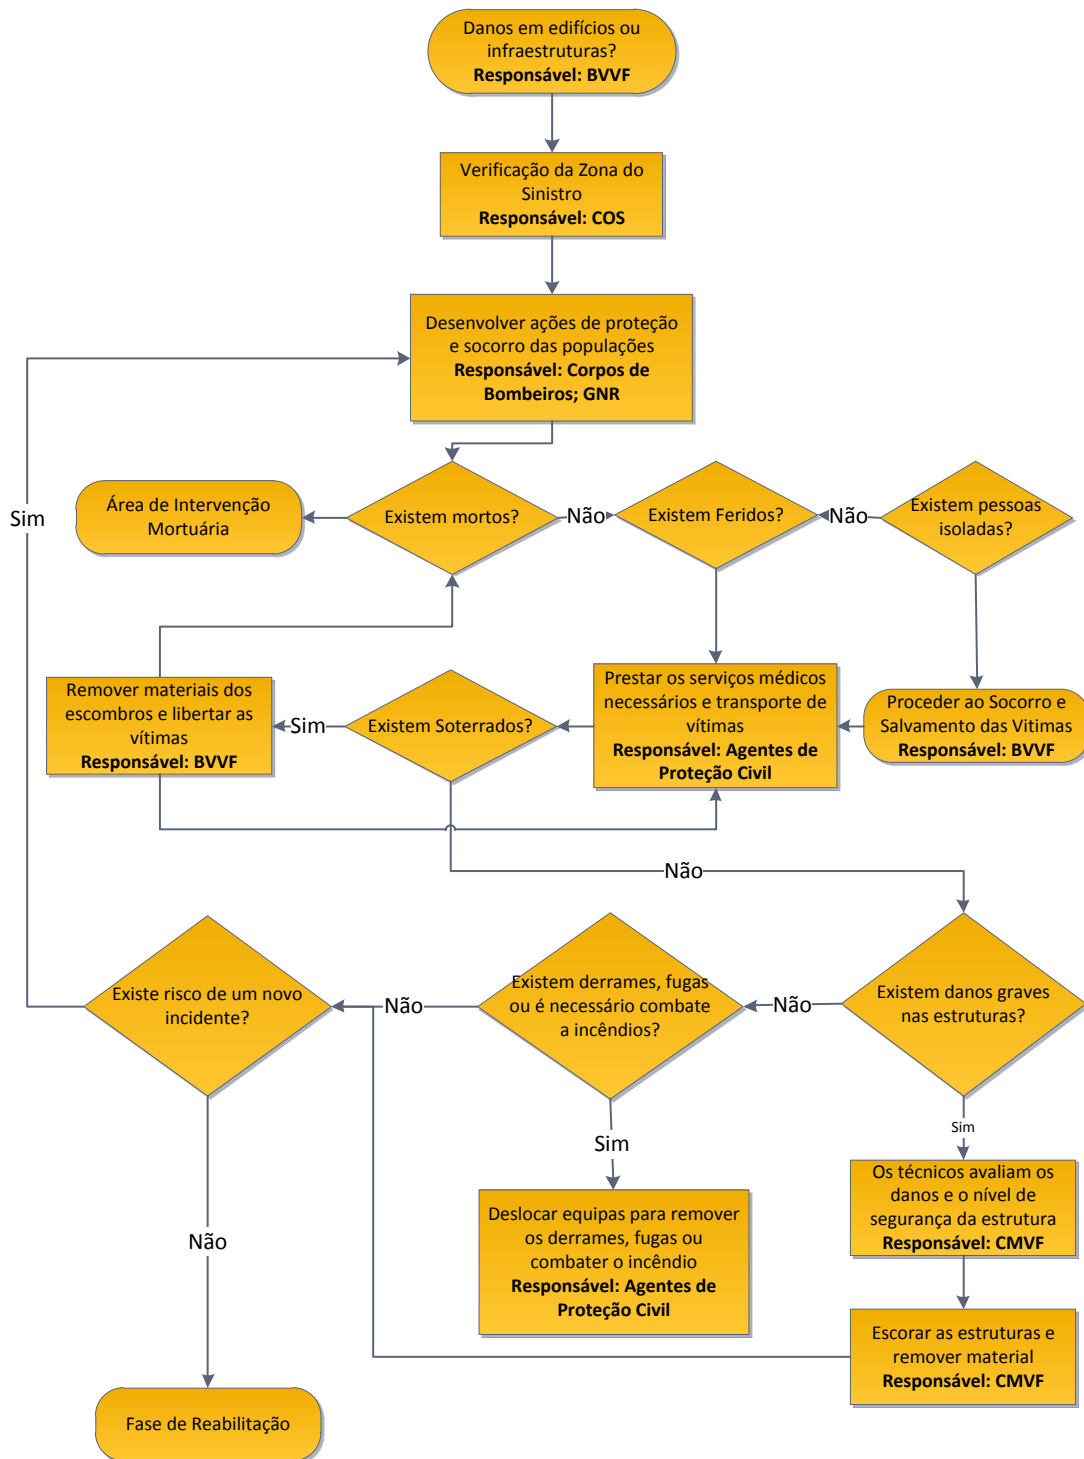 Danos em edifícios ou
infraestruturas?
Responsável: BVVF
Verificação da Zona do
Sinistro
Responsável: COS
Desenvolver ações de proteção
e socorro das populações
Responsável: Corpos de
Bombeiros; GNR
Sim
Área de Intervenção
Mortuária
Existem mortos?
Não
Existem Feridos?
Não
Existem pessoas
isoladas?
Remover materiais dos
escombros e libertar as
vítimas
Responsável: BVVF
Sim
Existem Soterrados?
Prestar os serviços médicos
necessários e transporte de
vítimas
Responsável: Agentes de
Proteção Civil
Proceder ao Socorro e
Salvamento das Vitimas
Responsável: BVVF
Não
Existe risco de um novo
incidente?
Não
Existem derrames, fugas
ou é necessário combate
a incêndios?
Não
Existem danos graves
nas estruturas?
Sim
Sim
Os técnicos avaliam os
danos e o nível de
segurança da estrutura
Responsável: CMVF
Deslocar equipas para remover
os derrames, fugas ou
combater o incêndio
Responsável: Agentes de
Proteção Civil
Não
Escorar as estruturas e
remover material
Responsável: CMVF
Fase de Reabilitação